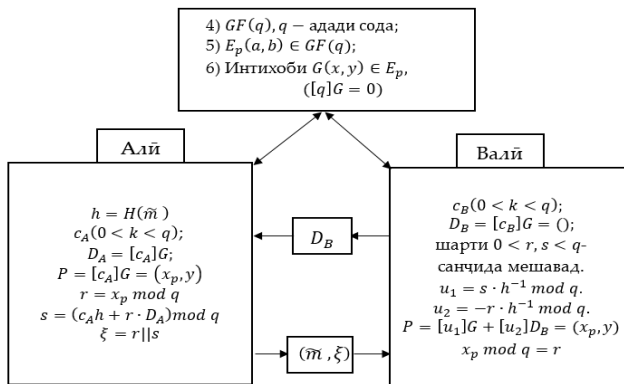 4) GF(q), q − адади сода;
5) E_p(a, b) ∈ GF(q);
6) Интихоби G(x, y) ∈ E_p,
([q]G = 0)
Алӣ
h = H(m̃)
c_A(0 < k < q);
D_A = [c_A]G;
P = [c_A]G = (x_p, y)
r = x_p mod q
s = (c_A h + r · D_A)mod q
ξ = r||s
D_B
(m̃, ξ)
Валӣ
c_B(0 < k < q);
D_B = [c_B]G = ();
шарти 0 < r, s < q-
санҷида мешавад.
u_1 = s · h^{-1} mod q.
u_2 = −r · h^{-1} mod q.
P = [u_1]G + [u_2]D_B = (x_p, y)
x_p mod q = r